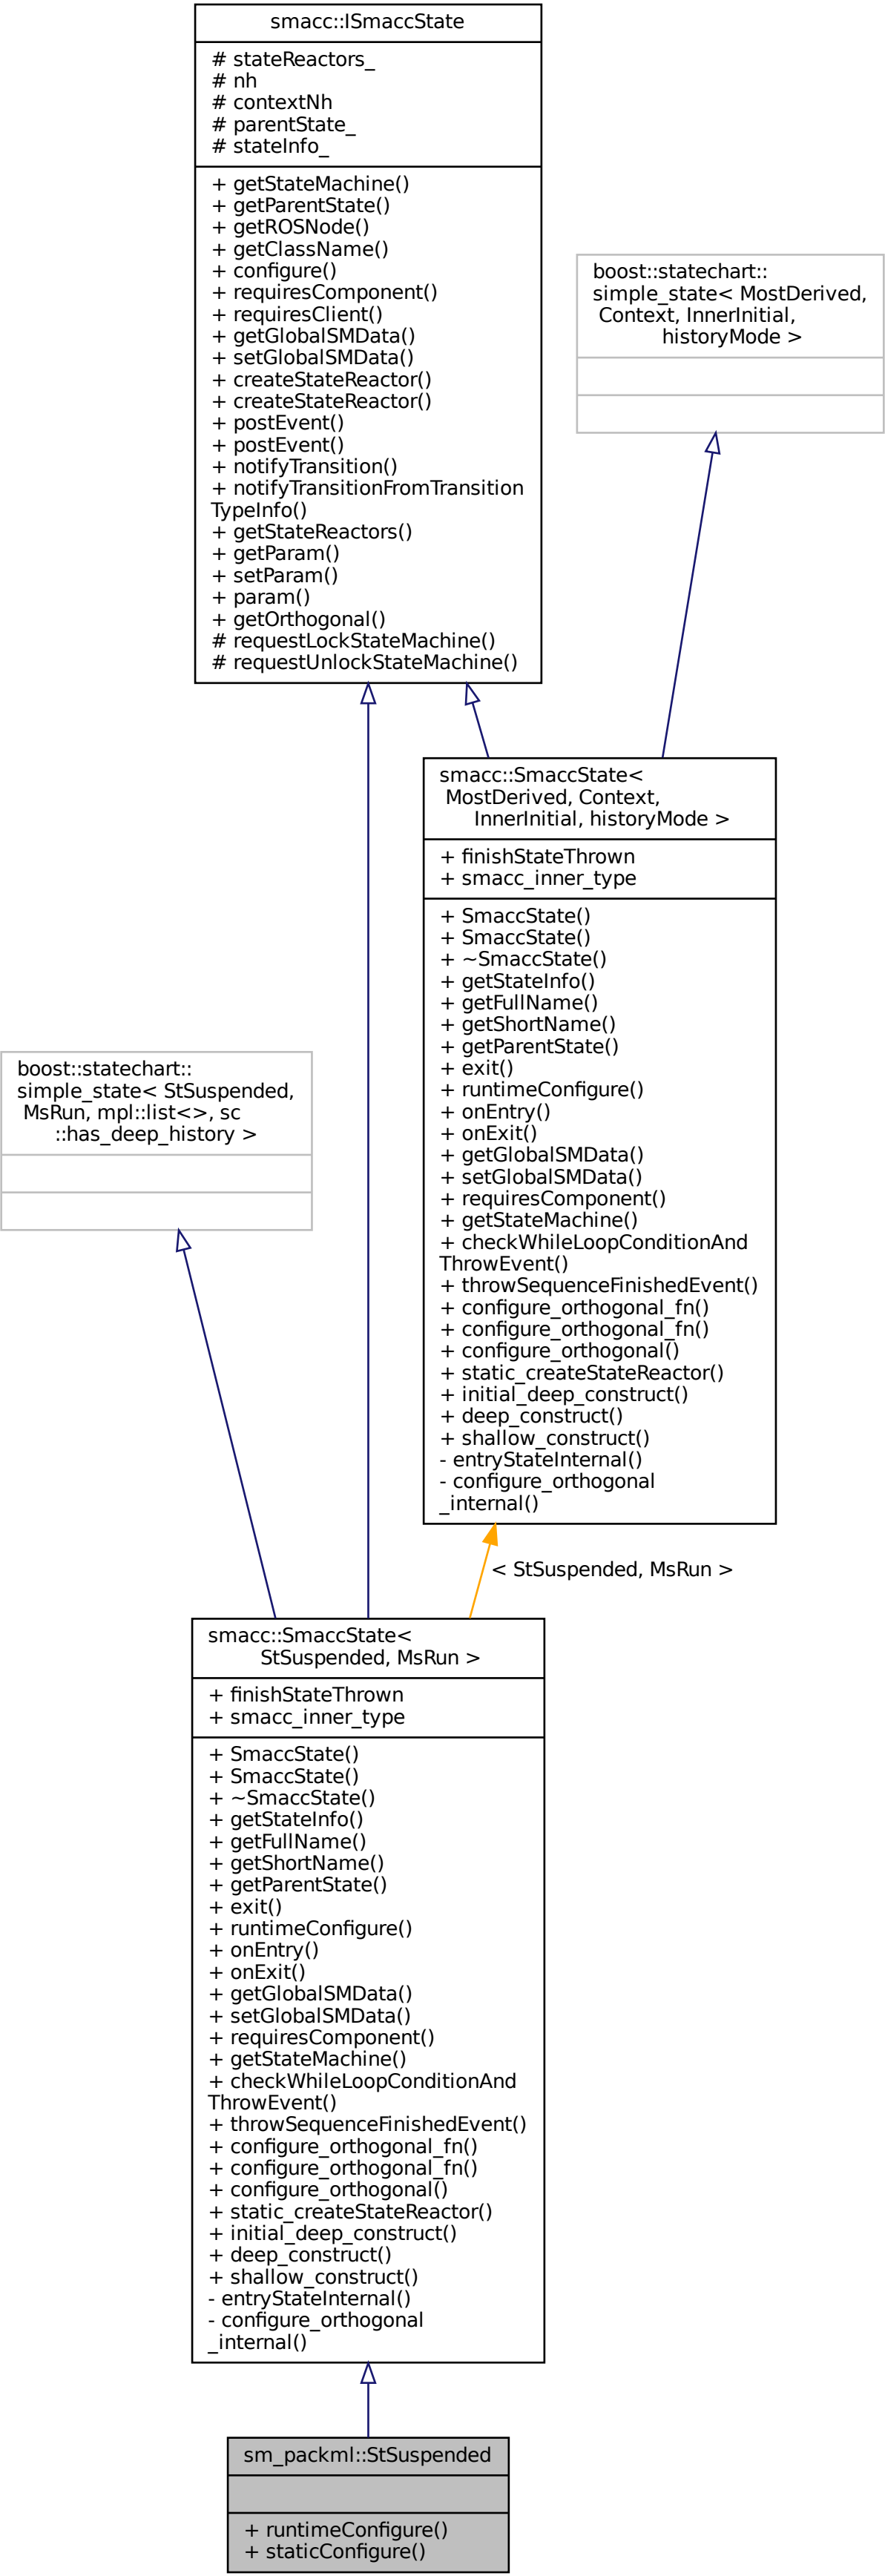 smacc::ISmaccState
# stateReactors_
# nh
# contextNh
# parentState_
# stateInfo_
+ getStateMachine()
+ getParentState()
+ getROSNode()
+ getClassName()
+ configure()
+ requiresComponent()
+ requiresClient()
+ getGlobalSMData()
+ setGlobalSMData()
+ createStateReactor()
+ createStateReactor()
+ postEvent()
+ postEvent()
+ notifyTransition()
+ notifyTransitionFromTransition
TypeInfo()
+ getStateReactors()
+ getParam()
+ setParam()
+ param()
+ getOrthogonal()
# requestLockStateMachine()
# requestUnlockStateMachine()
boost::statechart::
simple_state< MostDerived,
Context, InnerInitial,
historyMode >
smacc::SmaccState<
MostDerived, Context,
InnerInitial, historyMode >
+ finishStateThrown
+ smacc_inner_type
+ SmaccState()
+ SmaccState()
+ ~SmaccState()
+ getStateInfo()
+ getFullName()
+ getShortName()
+ getParentState()
+ exit()
+ runtimeConfigure()
+ onEntry()
+ onExit()
+ getGlobalSMData()
+ setGlobalSMData()
+ requiresComponent()
+ getStateMachine()
+ checkWhileLoopConditionAnd
ThrowEvent()
+ throwSequenceFinishedEvent()
+ configure_orthogonal_fn()
+ configure_orthogonal_fn()
+ configure_orthogonal()
+ static_createStateReactor()
+ initial_deep_construct()
+ deep_construct()
+ shallow_construct()
- entryStateInternal()
- configure_orthogonal
_internal()
boost::statechart::
simple_state< StSuspended,
MsRun, mpl::list<>, sc
::has_deep_history >
< StSuspended, MsRun >
smacc::SmaccState<
StSuspended, MsRun >
+ finishStateThrown
+ smacc_inner_type
+ SmaccState()
+ SmaccState()
+ ~SmaccState()
+ getStateInfo()
+ getFullName()
+ getShortName()
+ getParentState()
+ exit()
+ runtimeConfigure()
+ onEntry()
+ onExit()
+ getGlobalSMData()
+ setGlobalSMData()
+ requiresComponent()
+ getStateMachine()
+ checkWhileLoopConditionAnd
ThrowEvent()
+ throwSequenceFinishedEvent()
+ configure_orthogonal_fn()
+ configure_orthogonal_fn()
+ configure_orthogonal()
+ static_createStateReactor()
+ initial_deep_construct()
+ deep_construct()
+ shallow_construct()
- entryStateInternal()
- configure_orthogonal
_internal()
sm_packml::StSuspended
+ runtimeConfigure()
+ staticConfigure()